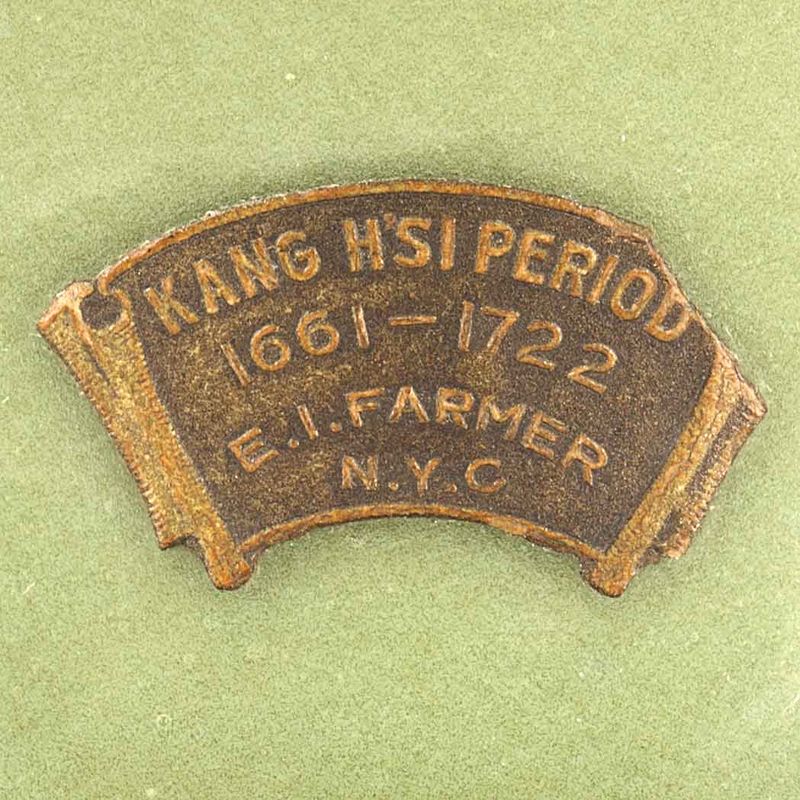 KANG H'SI PERIOD
1661-1722
E.I.FARMER
N.Y.C